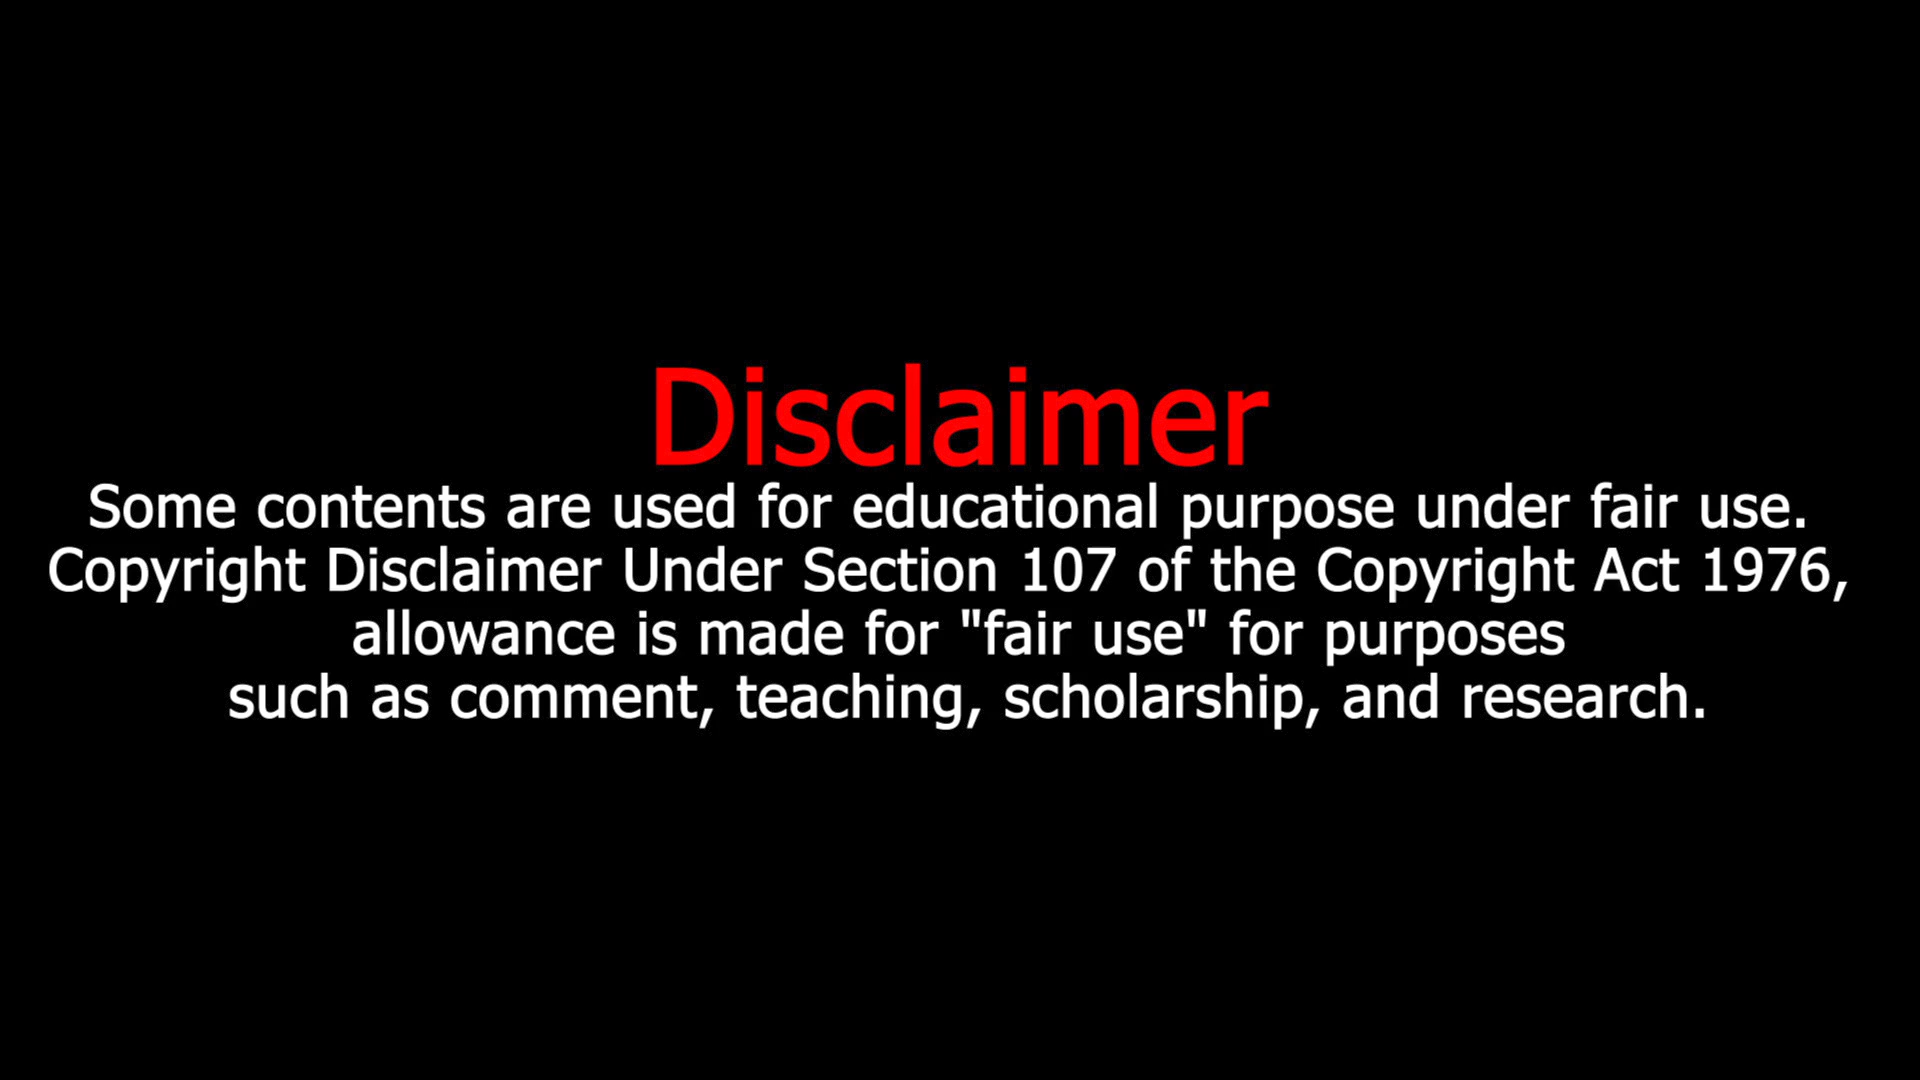 Disclaimer
Some contents are used for educational purpose under fair use.
Copyright Disclaimer Under Section 107 of the Copyright Act 1976,
allowance is made for "fair use" for purposes
such as comment, teaching, scholarship, and research.